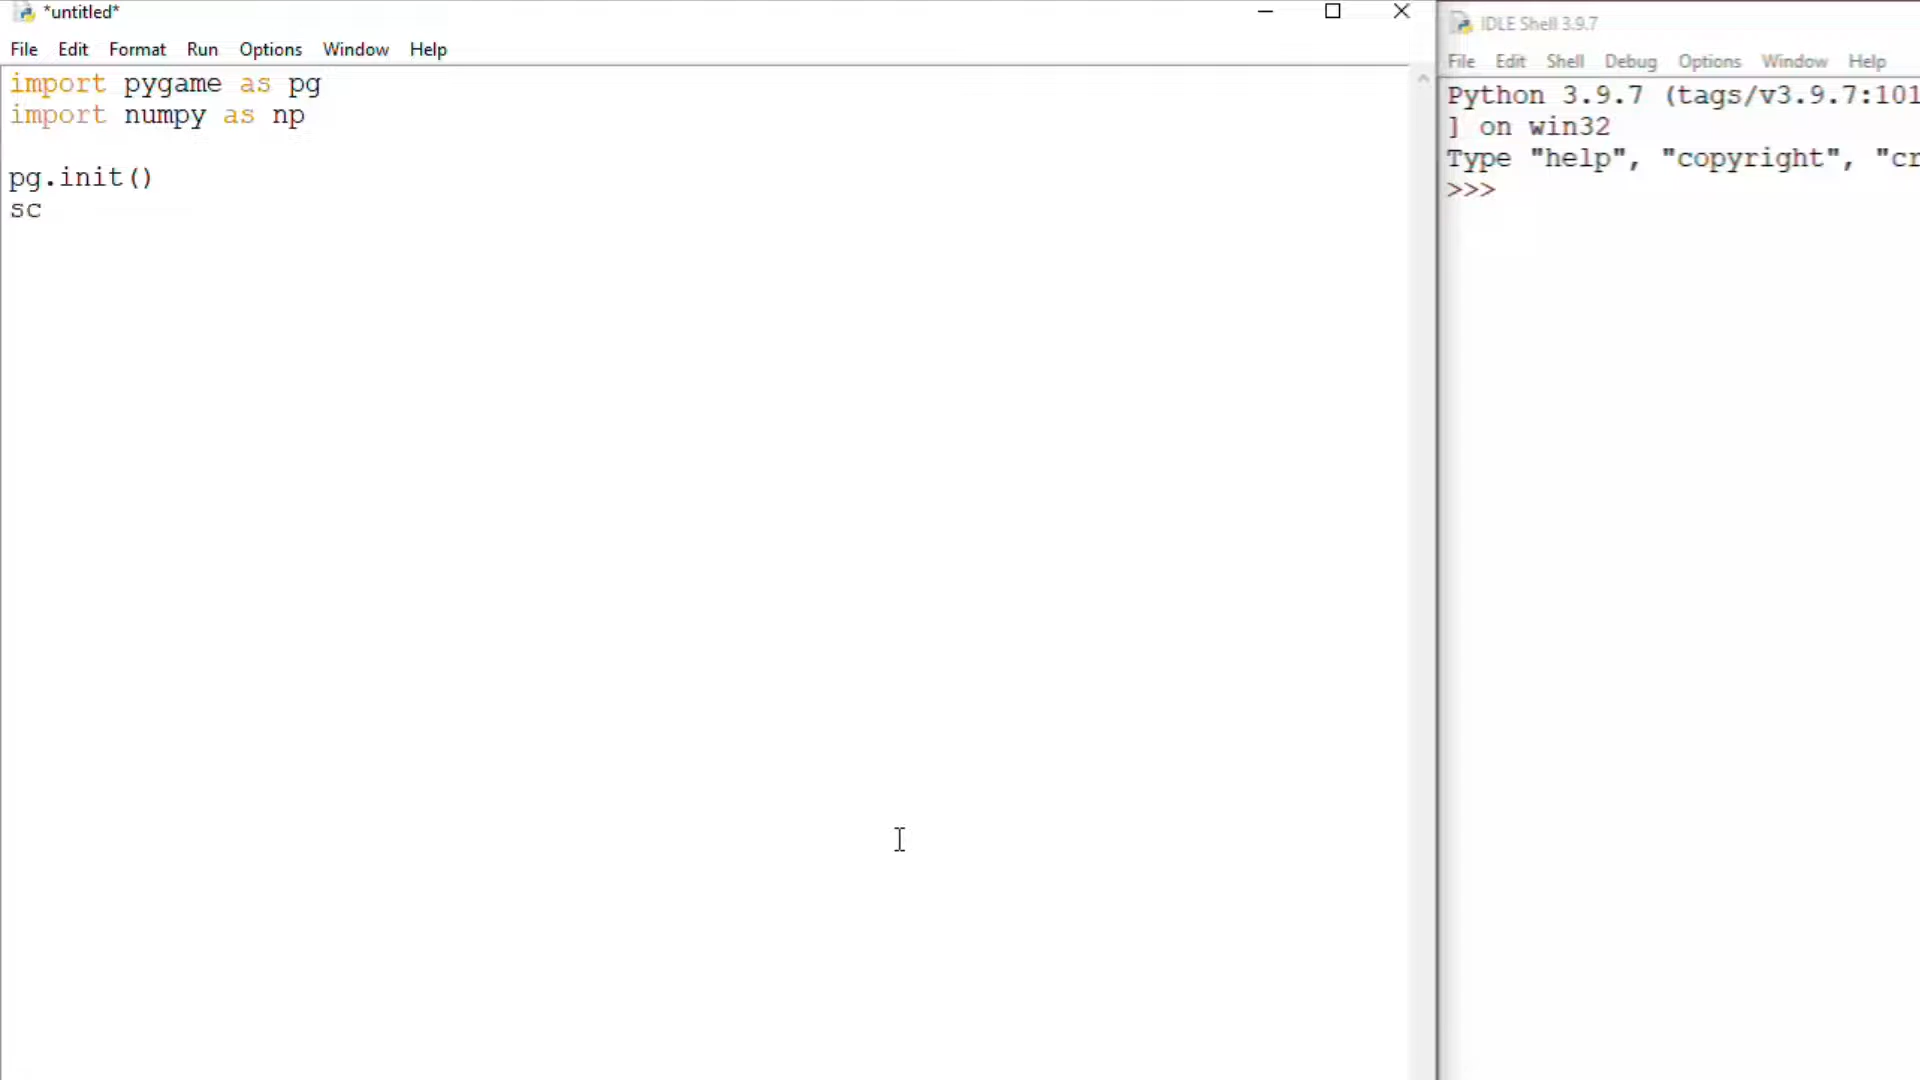 *untitled*
File Edit Format Run Options Window Help
import pygame as pg
import numpy as np
pg.init()
sc
IDLE Shell 3.9.7
File Edit Shell Debug Options Window Help
Python 3.9.7 (tags/v3.9.7:101
] on win32
Type "help", "copyright", "cr
>>>